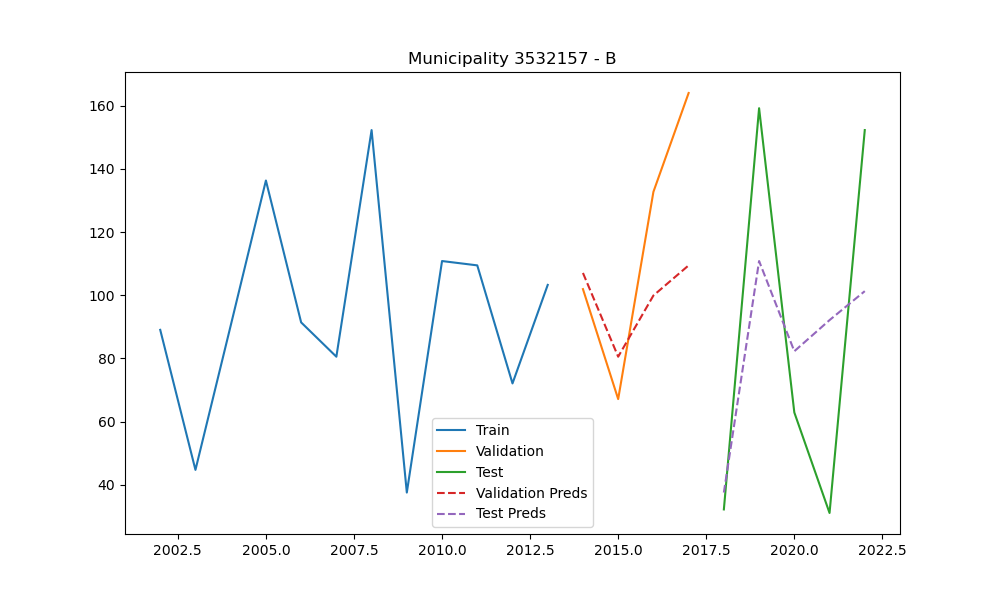 Municipality 3532157 - B
160
140
120
100
80
60
40
2002.5 2005.0 2007.5 2010.0 2012.5 2015.0 2017.5 2020.0 2022.5
Train
Validation
Test
Validation Preds
Test Preds